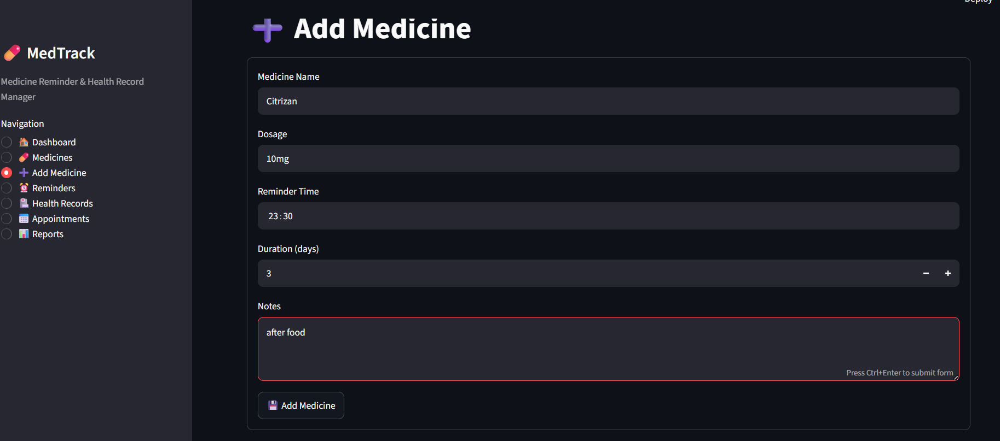 Deploy
MedTrack
Medicine Reminder & Health Record
Manager
Navigation
Dashboard
Medicines
Add Medicine
Reminders
Health Records
Appointments
Reports
Add Medicine
Medicine Name
Citrizan
Dosage
10mg
Reminder Time
23:30
Duration (days)
3
Notes
after food
Press Ctrl+Enter to submit form
Add Medicine